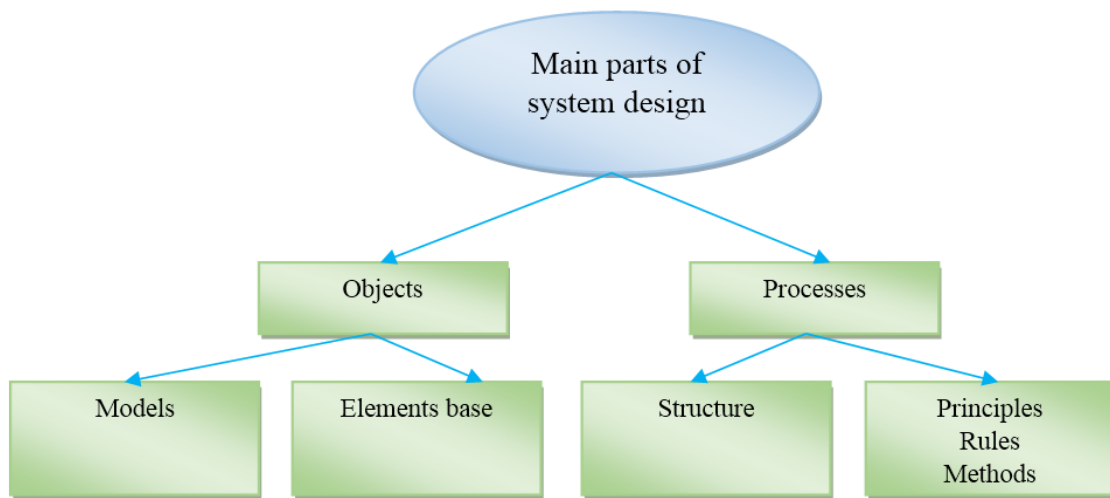 Main parts of
system design
Objects
Processes
Models
Elements base
Structure
Principles
Rules
Methods